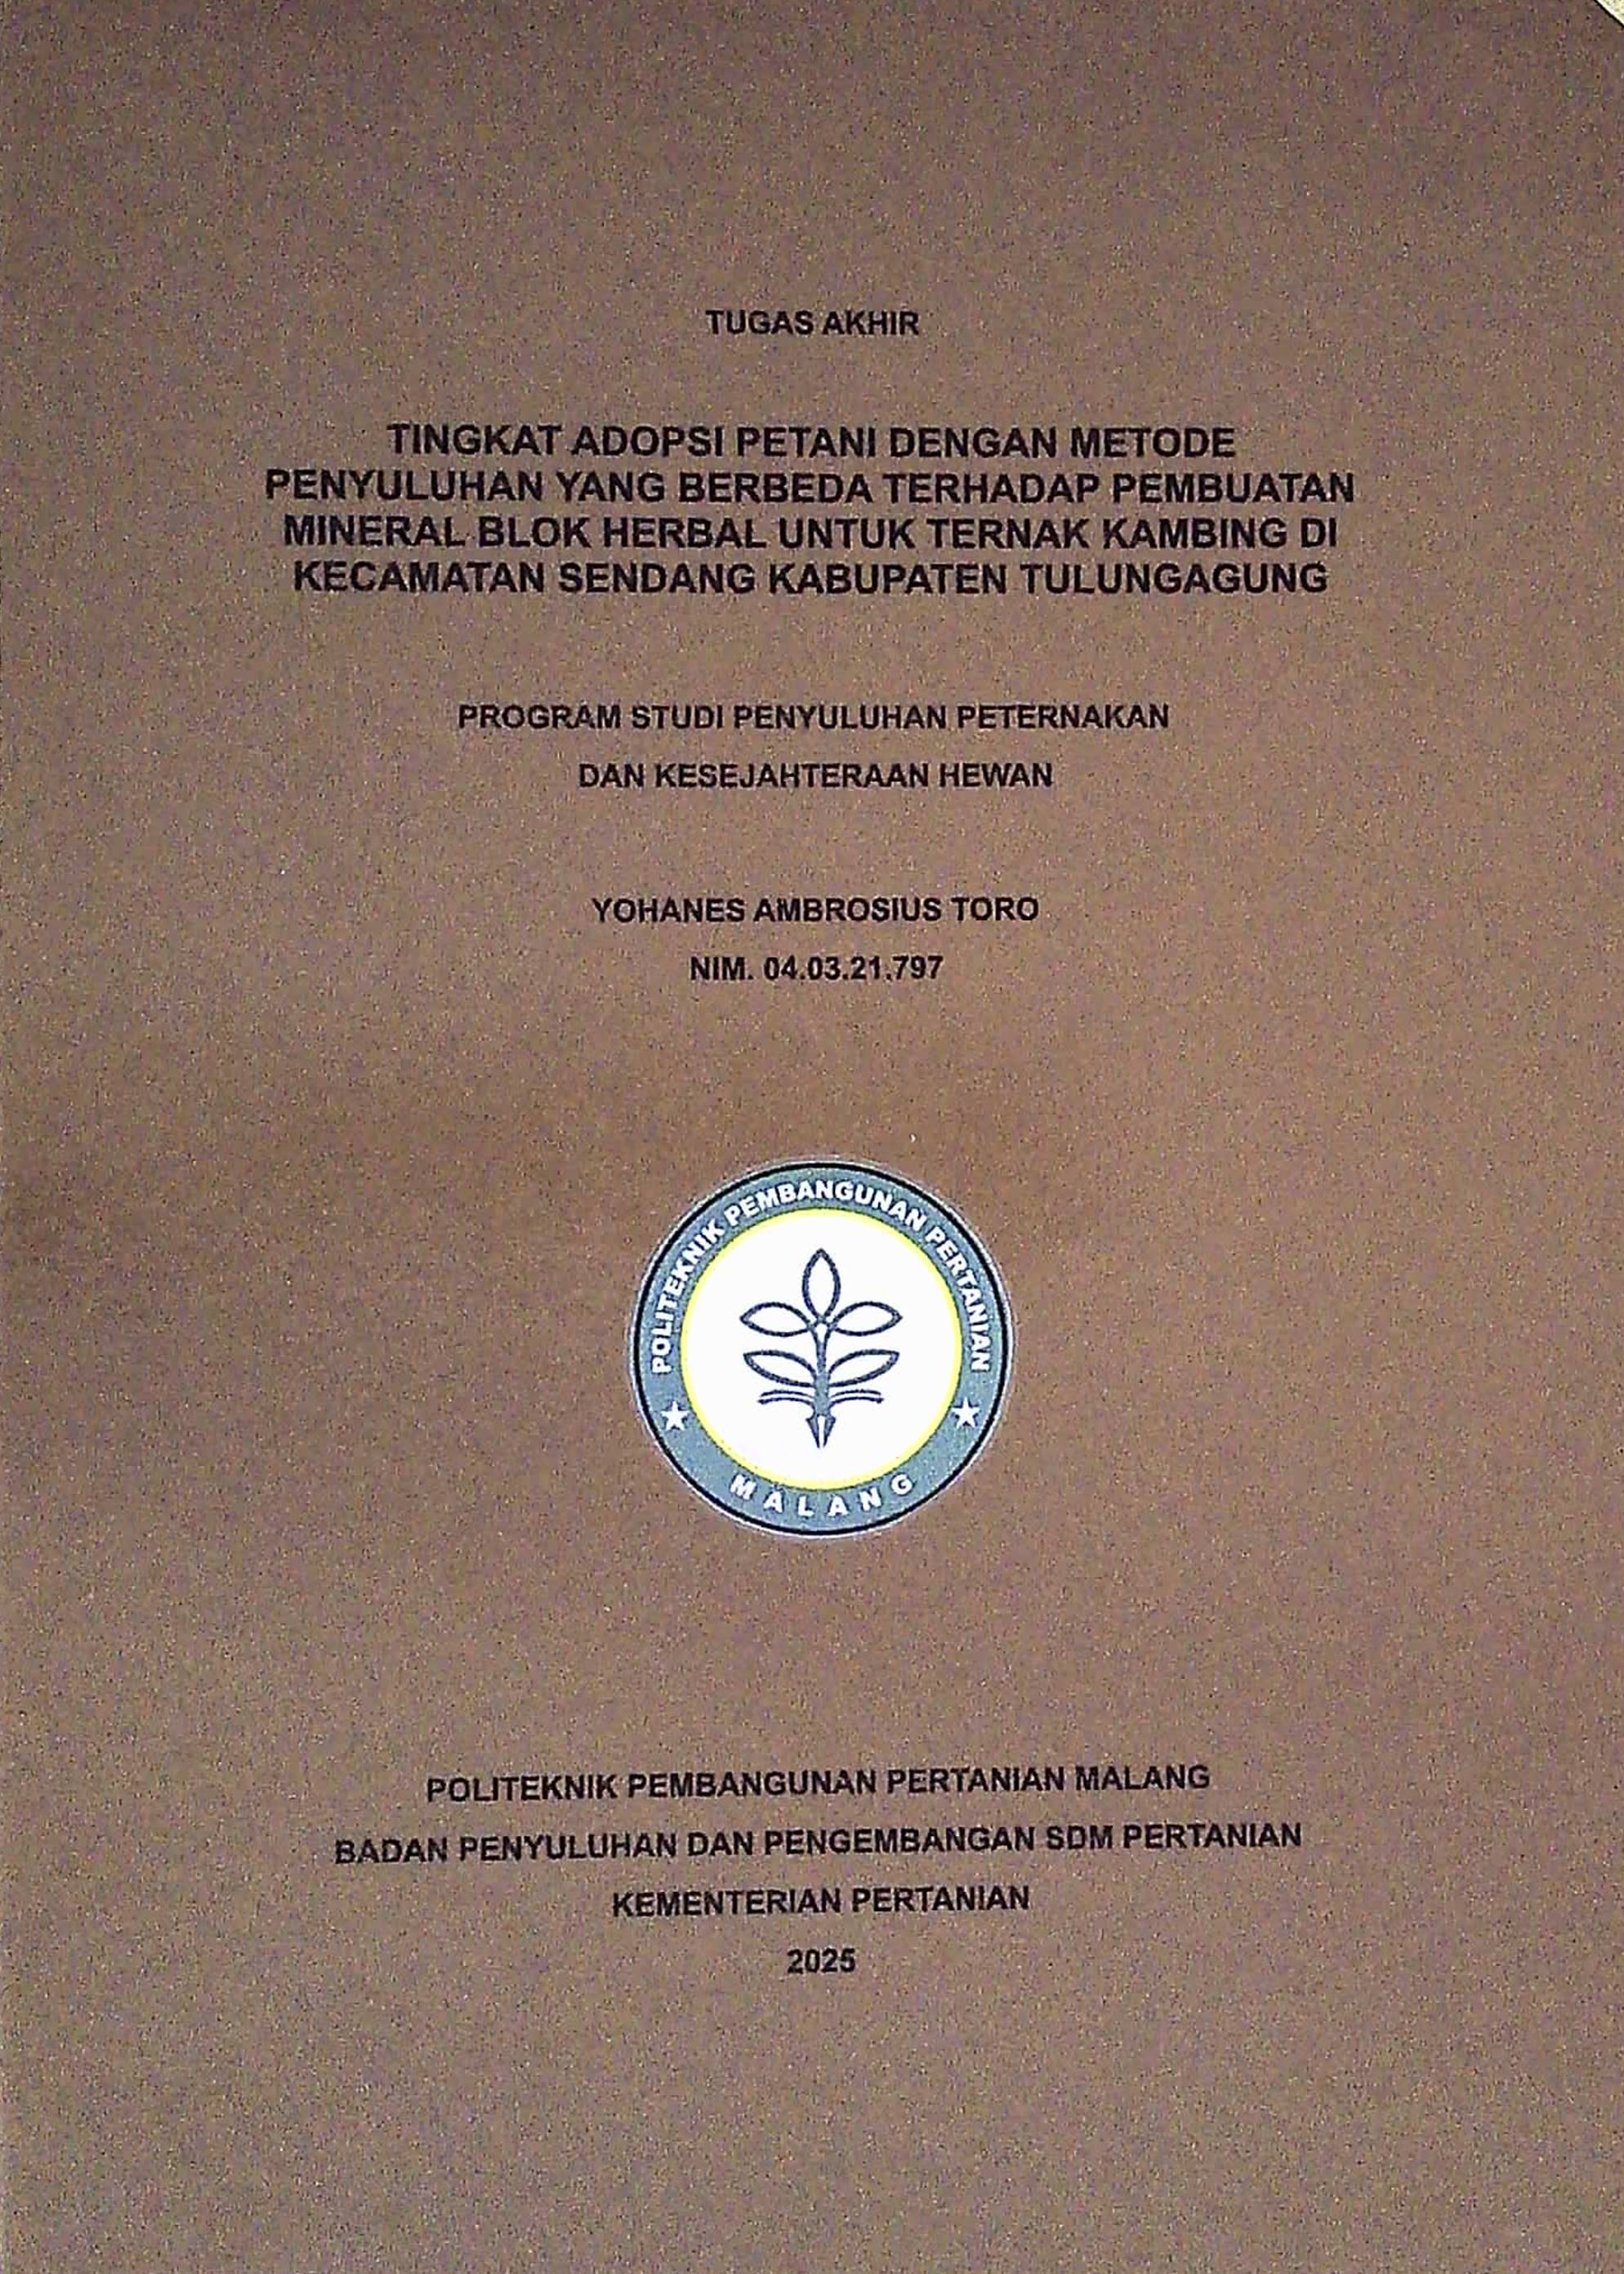 TUGAS AKHIR
TINGKAT ADOPSI PETANI DENGAN METODE
PENYULUHAN YANG BERBEDA TERHADAP PEMBUATAN
MINERAL BLOK HERBAL UNTUK TERNAK KAMBING DI
KECAMATAN SENDANG KABUPATEN TULUNGAGUNG
PROGRAM STUDI PENYULUHAN PETERNAKAN
DAN KESEJAHTERAAN HEWAN
YOHANES AMBROSIUS TORO
NIM. 04.03.21.797
POLITEKNIK PEMBANGUNAN PERTANIAN
MALANG
POLITEKNIK PEMBANGUNAN PERTANIAN MALANG
BADAN PENYULUHAN DAN PENGEMBANGAN SDM PERTANIAN
KEMENTERIAN PERTANIAN
2025